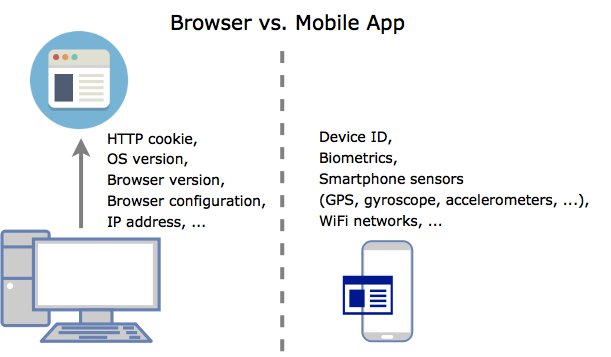 Browser vs. Mobile App
HTTP cookie,
OS version,
Browser version,
Browser configuration,
IP address, ...
Device ID,
Biometrics,
Smartphone sensors
(GPS, gyroscope, accelerometers, ...),
WiFi networks, ...